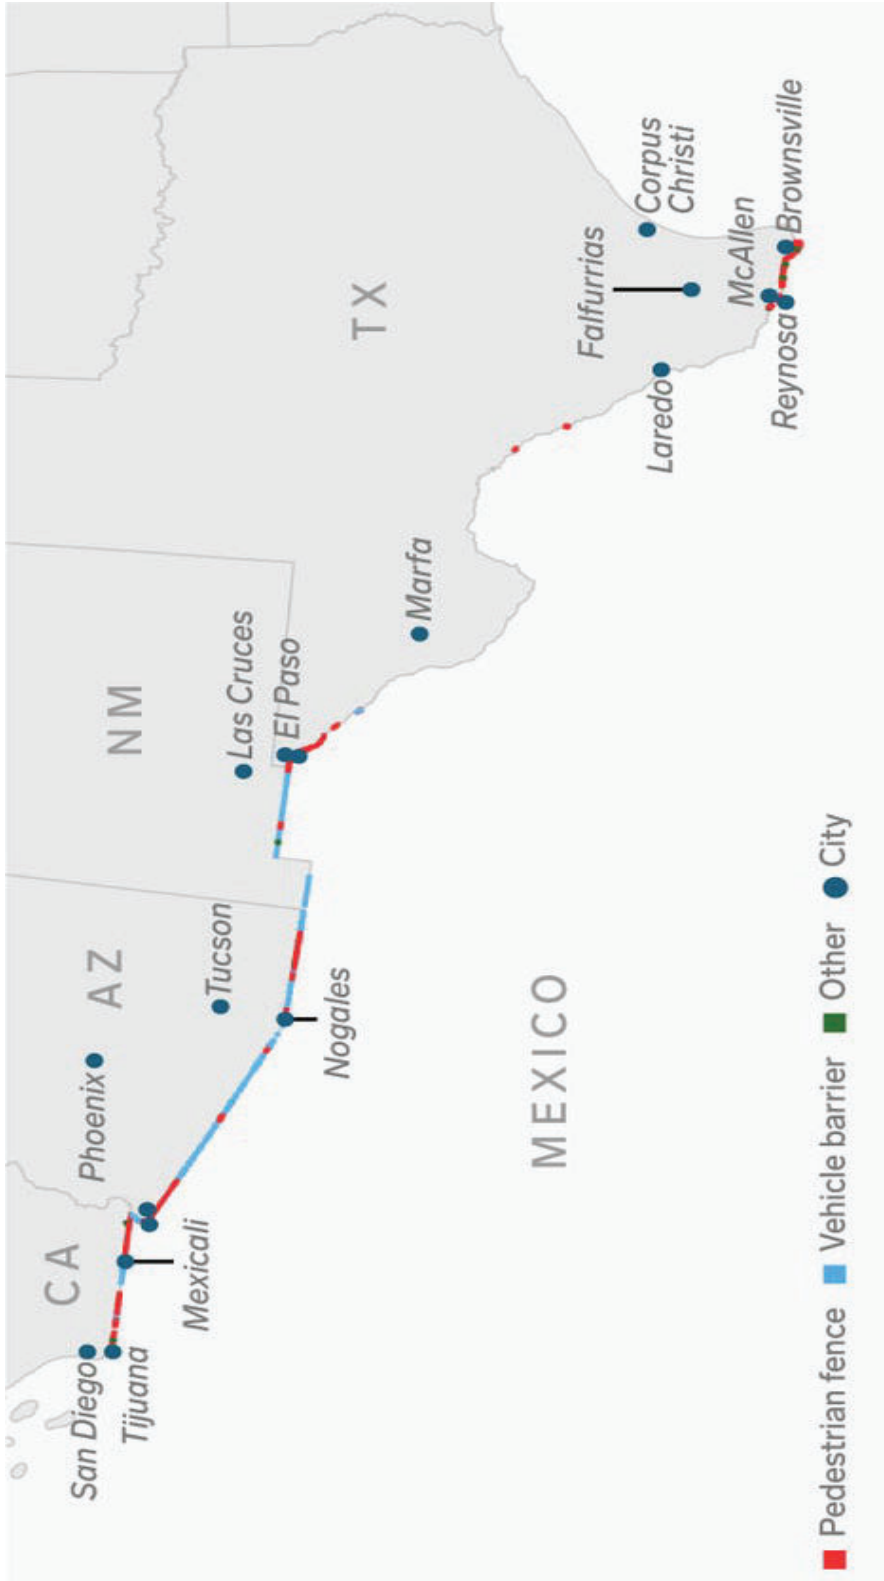 CA
AZ
NM
TX
San Diego
Tijuana
Mexicali
Phoenix
Tucson
Nogales
Las Cruces
El Paso
Marfa
Laredo
Falfurrias
Corpus
Christi
McAllen
Reynosa
Brownsville
MEXICO
Pedestrian fence
Vehicle barrier
Other
City